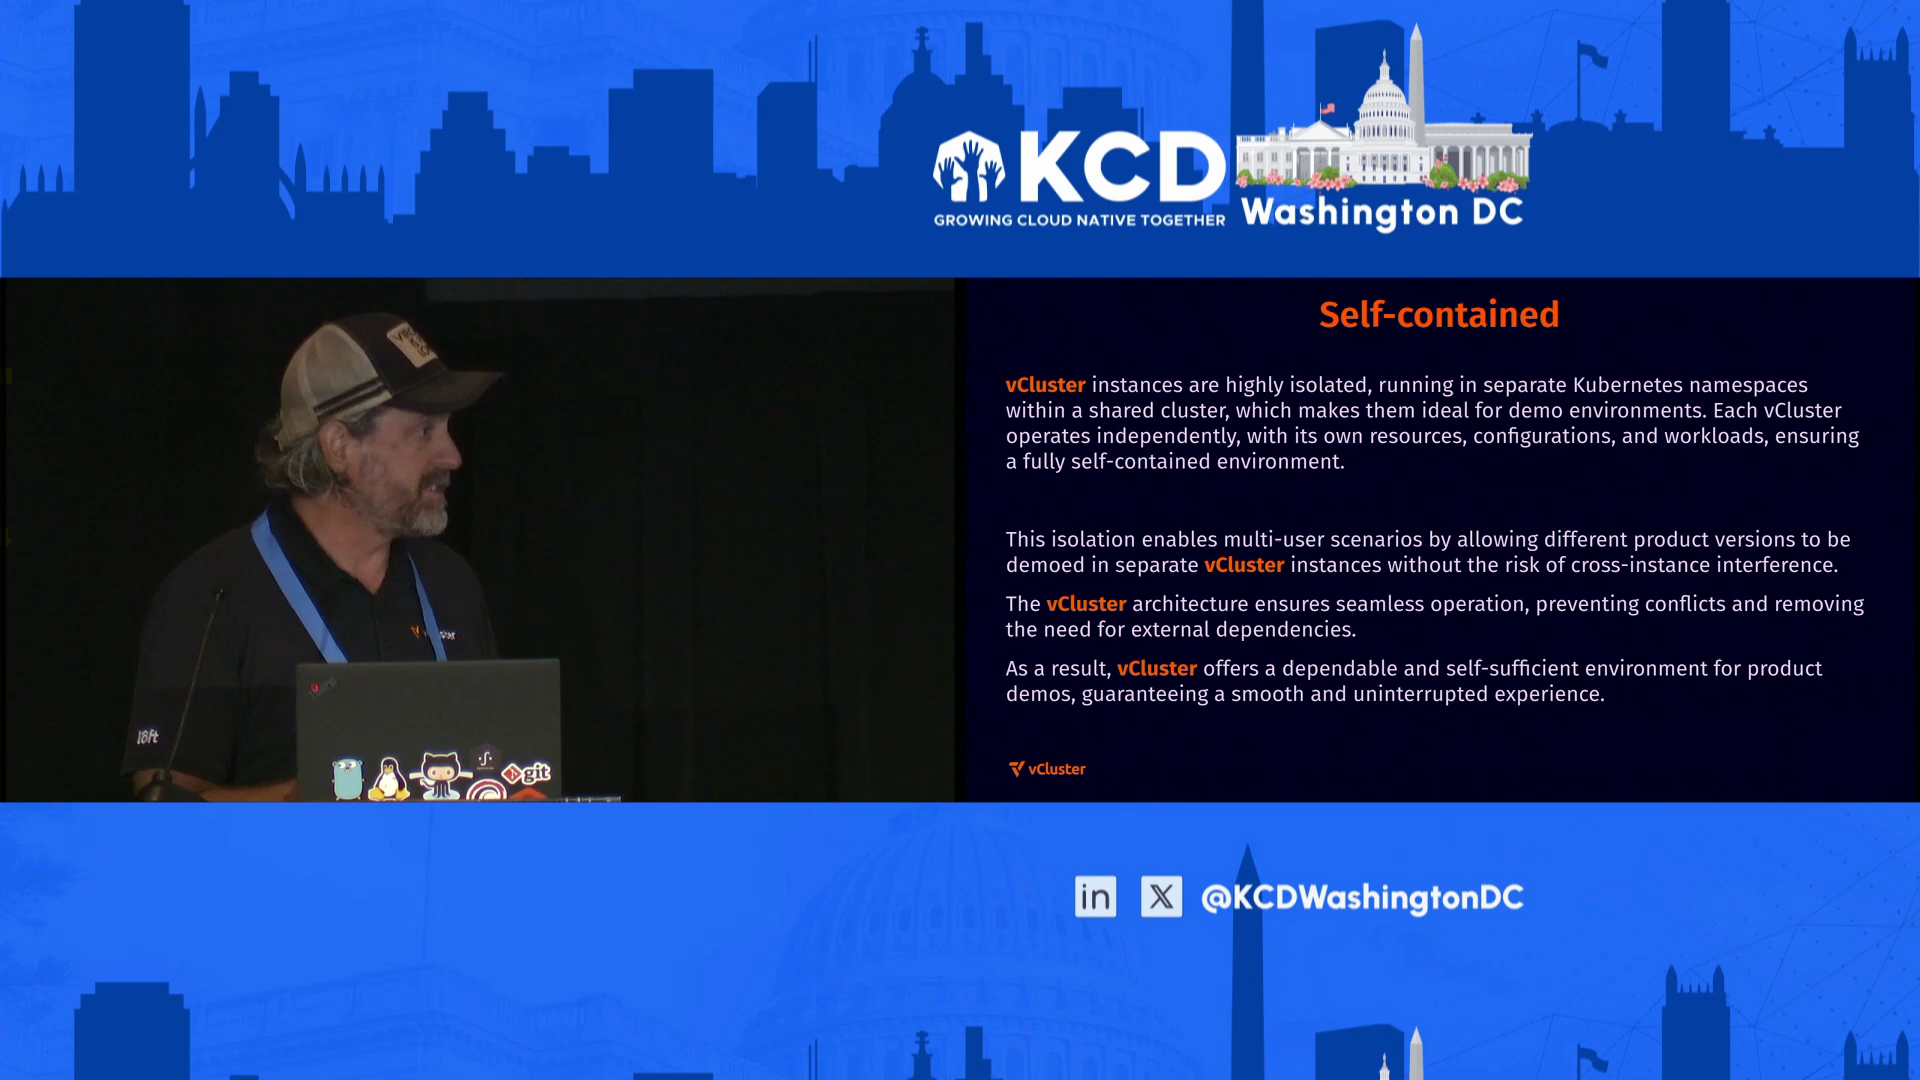 KCD
GROWING CLOUD NATIVE TOGETHER
Washington DC
Self-contained
vCluster instances are highly isolated, running in separate Kubernetes namespaces
within a shared cluster, which makes them ideal for demo environments. Each vCluster
operates independently, with its own resources, configurations, and workloads, ensuring
a fully self-contained environment.
This isolation enables multi-user scenarios by allowing different product versions to be
demoed in separate vCluster instances without the risk of cross-instance interference.
The vCluster architecture ensures seamless operation, preventing conflicts and removing
the need for external dependencies.
As a result, vCluster offers a dependable and self-sufficient environment for product
demos, guaranteeing a smooth and uninterrupted experience.
vCluster
loft
git
in X @KCDWashingtonDC